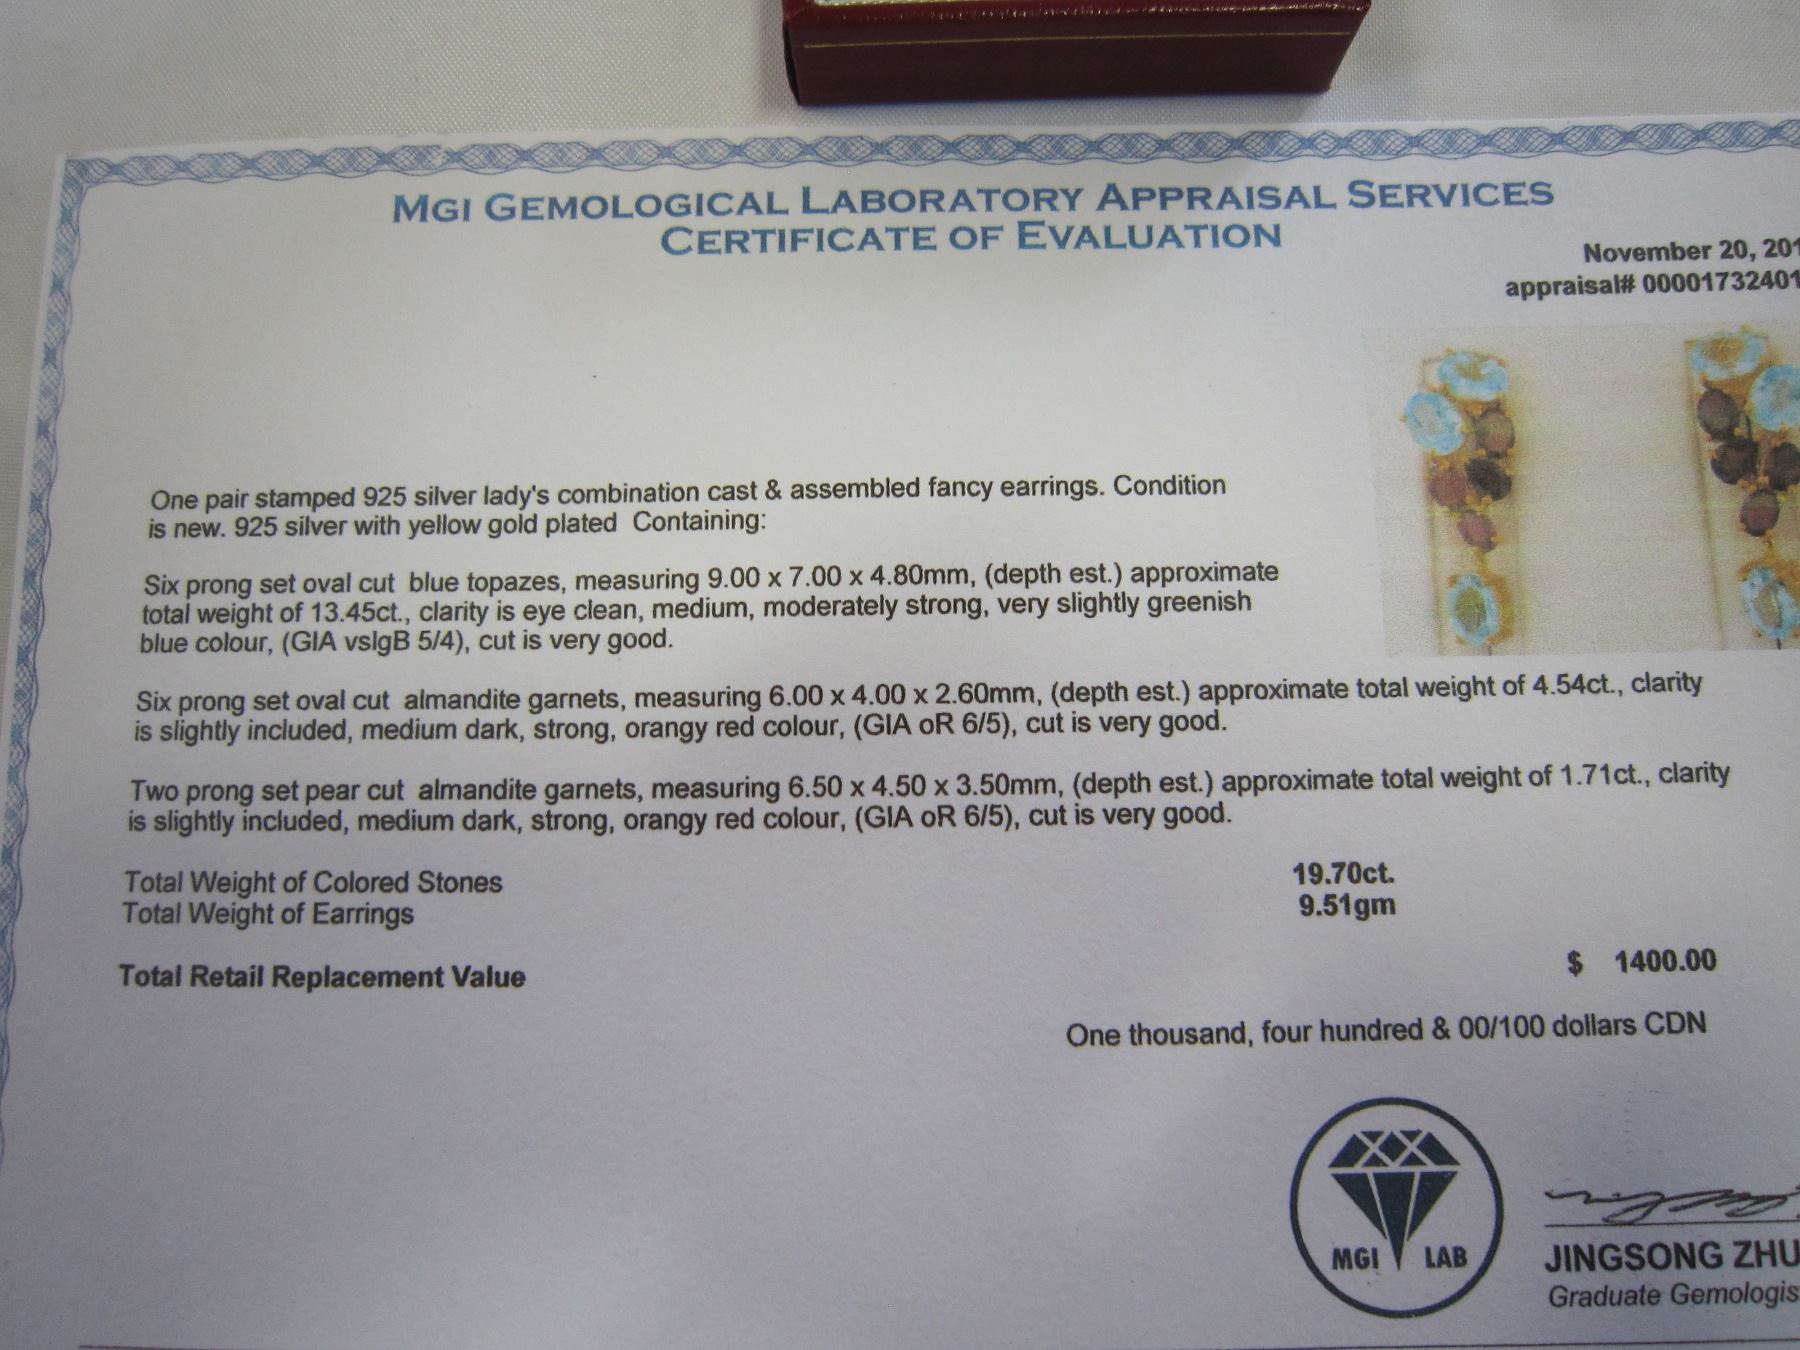 MGI GEMOLOGICAL LABORATORY APPRAISAL SERVICES
CERTIFICATE OF EVALUATION
November 20, 201
appraisal# 00001732401
One pair stamped 925 silver lady's combination cast & assembled fancy earrings. Condition
is new. 925 silver with yellow gold plated Containing:
Six prong set oval cut blue topazes, measuring 9.00 x 7.00 x 4.80mm, (depth est.) approximate
total weight of 13.45ct., clarity is eye clean, medium, moderately strong, very slightly greenish
blue colour, (GIA vslgB 5/4), cut is very good.
Six prong set oval cut almandite garnets, measuring 6.00 x 4.00 x 2.60mm, (depth est.) approximate total weight of 4.54ct., clarity
is slightly included, medium dark, strong, orangy red colour, (GIA oR 6/5), cut is very good.
Two prong set pear cut almandite garnets, measuring 6.50 x 4.50 x 3.50mm, (depth est.) approximate total weight of 1.71ct., clarity
is slightly included, medium dark, strong, orangy red colour, (GIA oR 6/5), cut is very good.
Total Weight of Colored Stones 19.70ct.
Total Weight of Earrings 9.51gm
Total Retail Replacement Value $ 1400.00
One thousand, four hundred & 00/100 dollars CDN
MGI LAB
JINGSONG ZHU
Graduate Gemologis